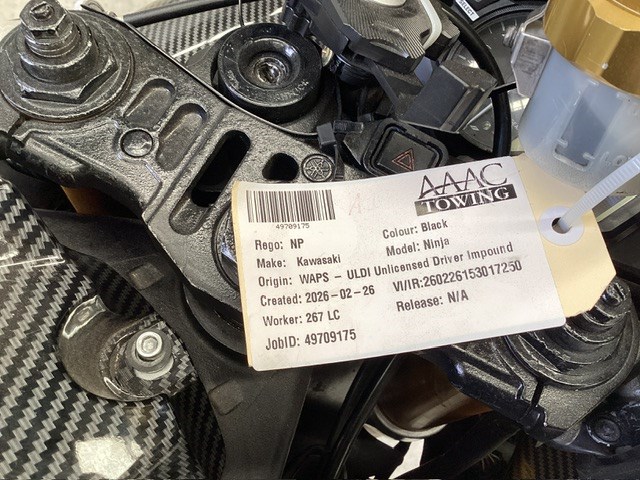 AAAC
TOWING
49709175
Rego: NP
Colour: Black
Make: Kawasaki
Model: Ninja
Origin: WAPS - ULDI Unlicensed Driver Impound
Created: 2026-02-26
VI/IR:260226153017250
Worker: 267 LC
Release: N/A
JobID: 49709175